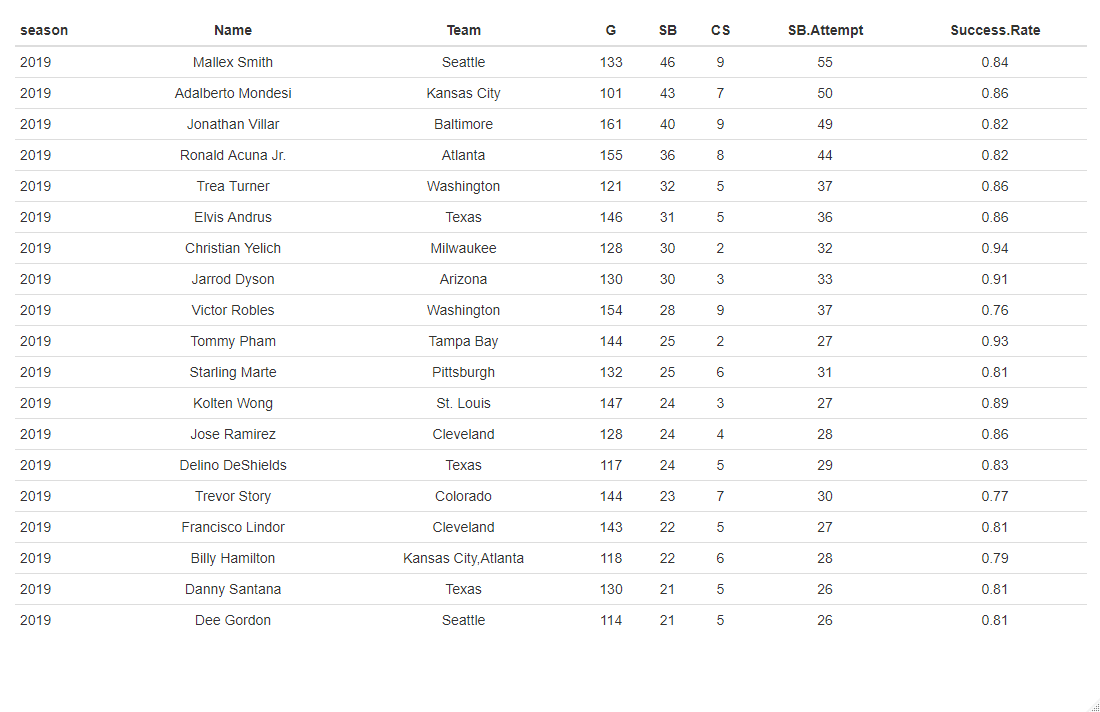 season Name Team G SB CS SB.Attempt Success.Rate
2019 Mallex Smith Seattle 133 46 9 55 0.84
2019 Adalberto Mondesi Kansas City 101 43 7 50 0.86
2019 Jonathan Villar Baltimore 161 40 9 49 0.82
2019 Ronald Acuna Jr. Atlanta 155 36 8 44 0.82
2019 Trea Turner Washington 121 32 5 37 0.86
2019 Elvis Andrus Texas 146 31 5 36 0.86
2019 Christian Yelich Milwaukee 128 30 2 32 0.94
2019 Jarrod Dyson Arizona 130 30 3 33 0.91
2019 Victor Robles Washington 154 28 9 37 0.76
2019 Tommy Pham Tampa Bay 144 25 2 27 0.93
2019 Starling Marte Pittsburgh 132 25 6 31 0.81
2019 Kolten Wong St. Louis 147 24 3 27 0.89
2019 Jose Ramirez Cleveland 128 24 4 28 0.86
2019 Delino DeShields Texas 117 24 5 29 0.83
2019 Trevor Story Colorado 144 23 7 30 0.77
2019 Francisco Lindor Cleveland 143 22 5 27 0.81
2019 Billy Hamilton Kansas City,Atlanta 118 22 6 28 0.79
2019 Danny Santana Texas 130 21 5 26 0.81
2019 Dee Gordon Seattle 114 21 5 26 0.81